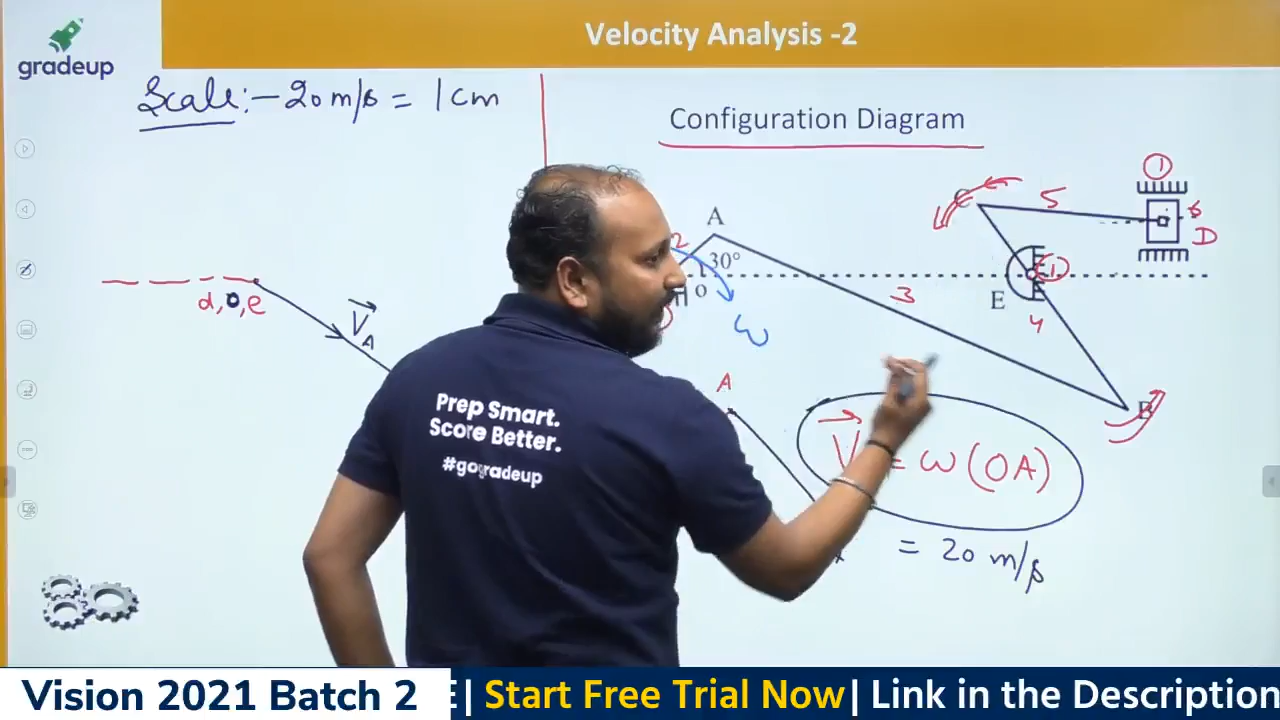 Velocity Analysis -2
gradeup
Scale:- 20 m/s = 1 cm
Configuration Diagram
1
C
5
6
D
A
2
30°
O
1
E
3
4
ω
B
d, o, e
V
A
A
V
= ω (OA)
= 20 m/s
Prep Smart.
Score Better.
#gogradeup
Vision 2021 Batch 2
E| Start Free Trial Now| Link in the Description